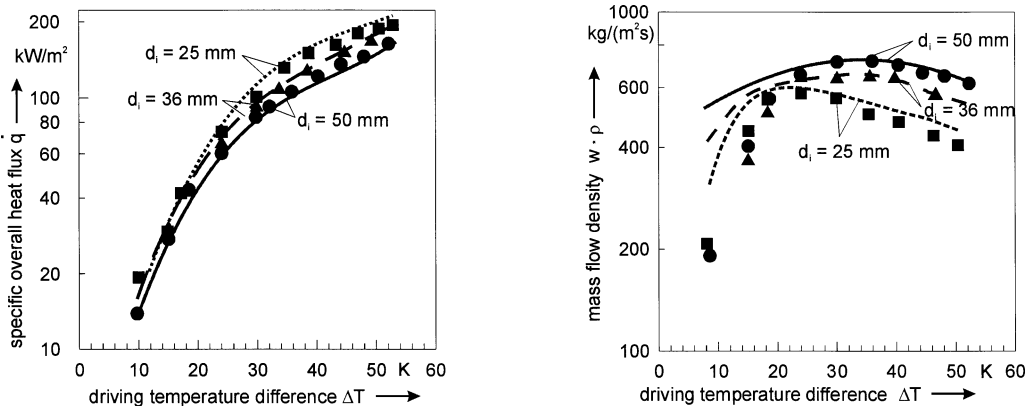 200
kW/m²
100
80
60
40
20
10
specific overall heat flux q̇
dᵢ = 25 mm
dᵢ = 36 mm
dᵢ = 50 mm
0 10 20 30 40 50 K 60
driving temperature difference ΔT
1000
kg/(m²s)
600
400
200
100
mass flow density w · ρ
dᵢ = 50 mm
dᵢ = 36 mm
dᵢ = 25 mm
0 10 20 30 40 50 K 60
driving temperature difference ΔT